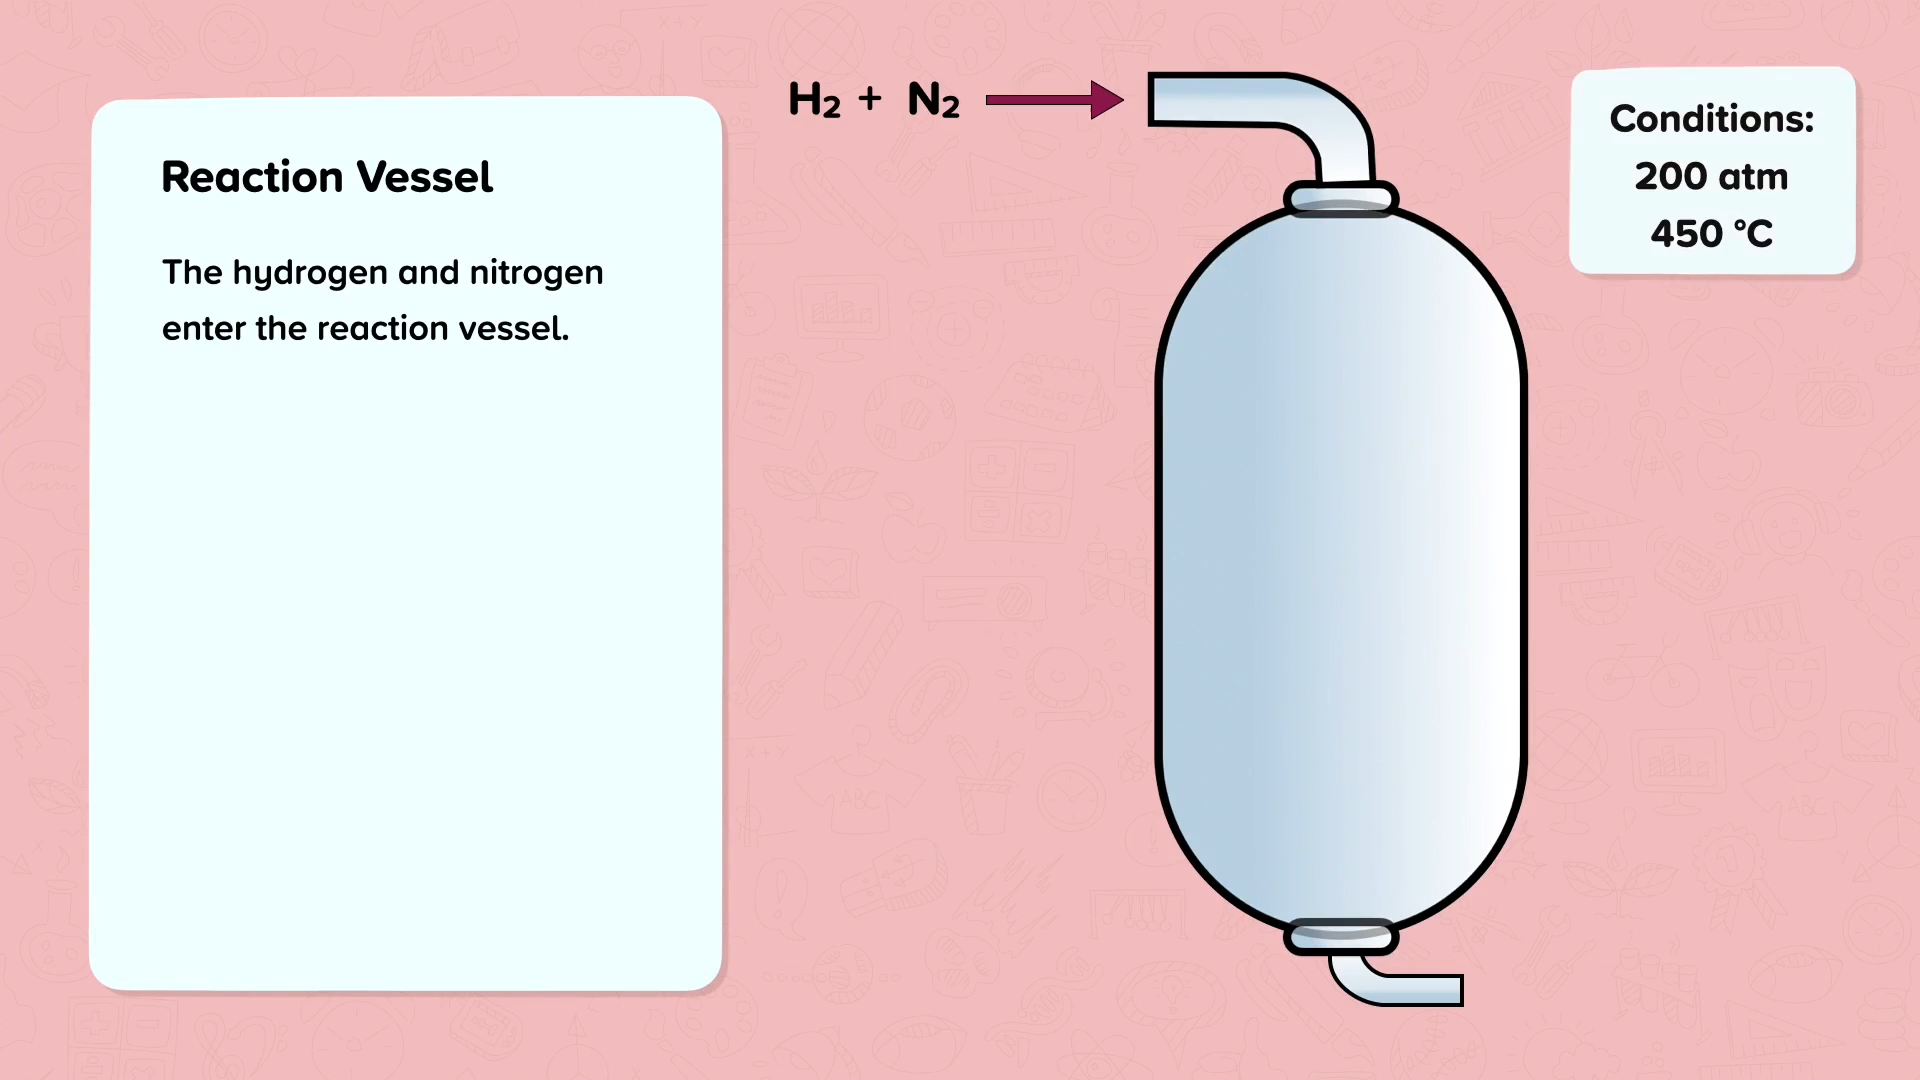 H₂ + N₂
Reaction Vessel
The hydrogen and nitrogen
enter the reaction vessel.
Conditions:
200 atm
450 °C